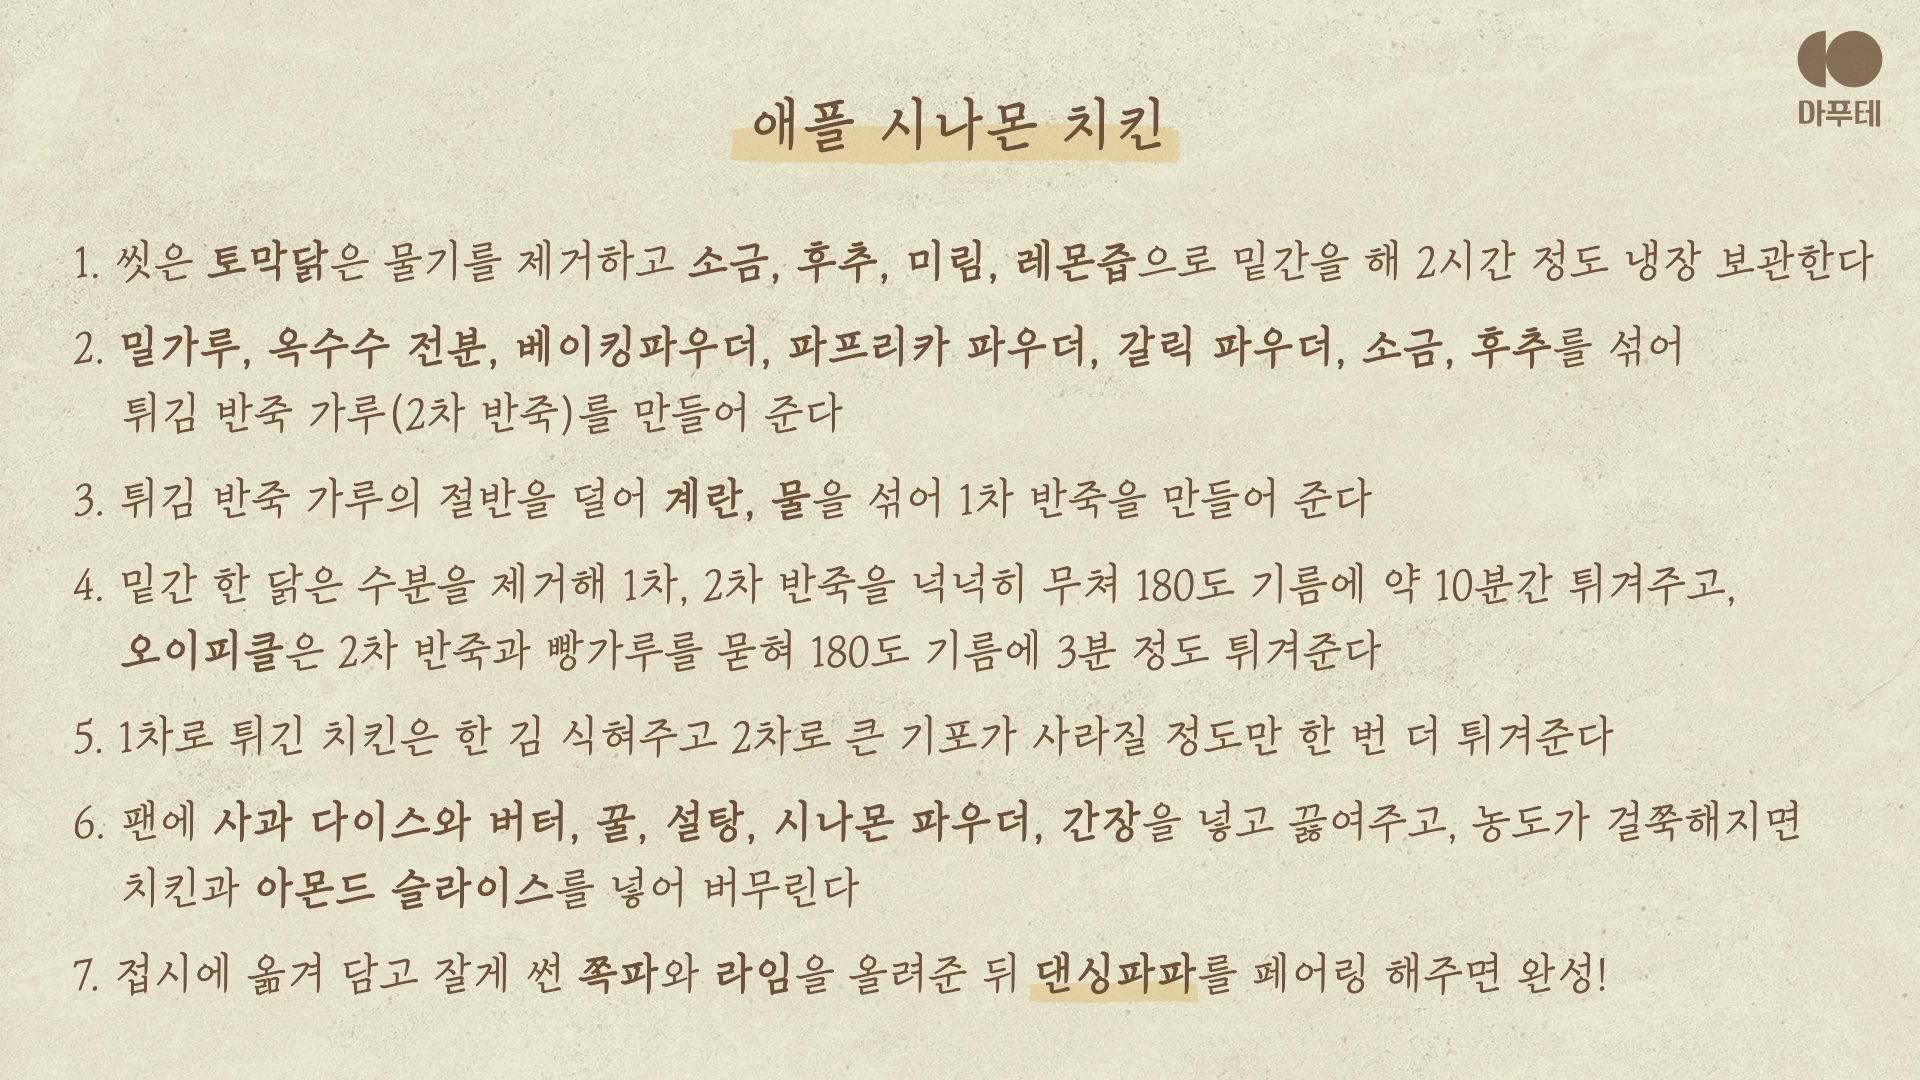 마푸테
애플 시나몬 치킨
1. 씻은 토막닭은 물기를 제거하고 소금, 후추, 미림, 레몬즙으로 밑간을 해 2시간 정도 냉장 보관한다
2. 밀가루, 옥수수 전분, 베이킹파우더, 파프리카 파우더, 갈릭 파우더, 소금, 후추를 섞어
튀김 반죽 가루(2차 반죽)를 만들어 준다
3. 튀김 반죽 가루의 절반을 덜어 계란, 물을 섞어 1차 반죽을 만들어 준다
4. 밑간 한 닭은 수분을 제거해 1차, 2차 반죽을 넉넉히 무쳐 180도 기름에 약 10분간 튀겨주고,
오이피클은 2차 반죽과 빵가루를 묻혀 180도 기름에 3분 정도 튀겨준다
5. 1차로 튀긴 치킨은 한 김 식혀주고 2차로 큰 기포가 사라질 정도만 한 번 더 튀겨준다
6. 팬에 사과 다이스와 버터, 꿀, 설탕, 시나몬 파우더, 간장을 넣고 끓여주고, 농도가 걸쭉해지면
치킨과 아몬드 슬라이스를 넣어 버무린다
7. 접시에 옮겨 담고 잘게 썬 쪽파와 라임을 올려준 뒤 댄싱파파를 페어링 해주면 완성!